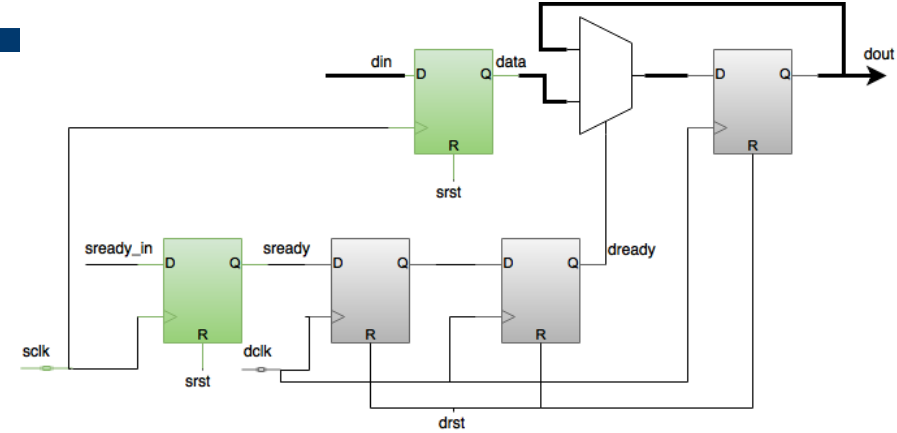 dout
din
D
Q
data
D
Q
R
R
srst
sready_in
D
Q
sready
D
Q
D
Q
dready
R
R
R
sclk
srst
dclk
drst